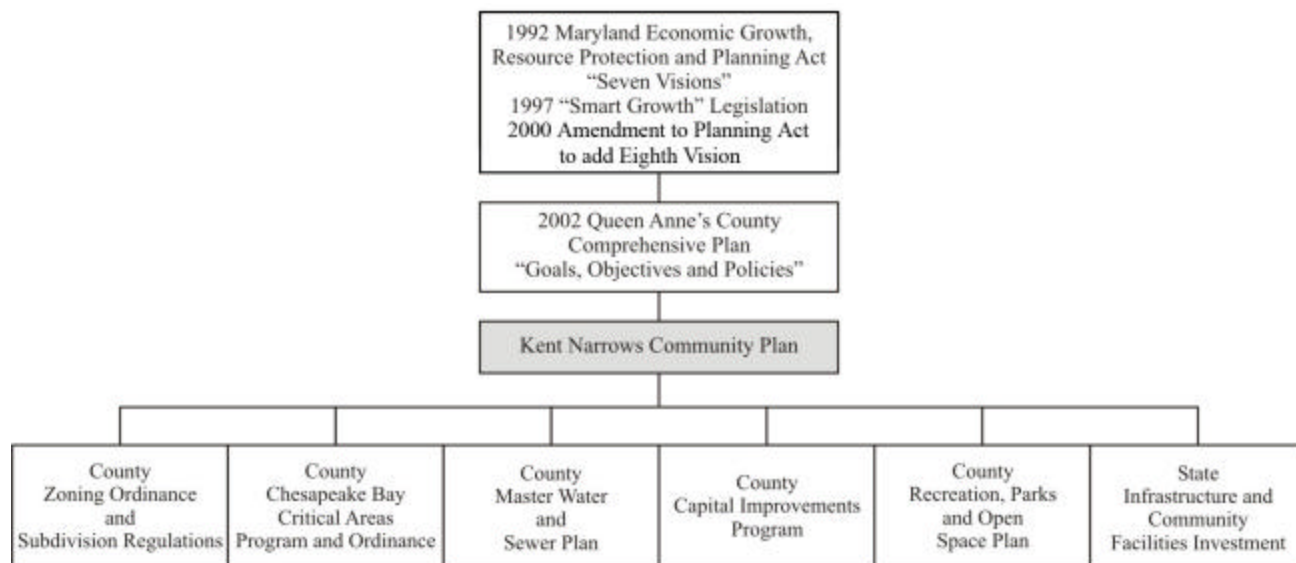 1992 Maryland Economic Growth,
Resource Protection and Planning Act
“Seven Visions”
1997 “Smart Growth” Legislation
2000 Amendment to Planning Act
to add Eighth Vision
2002 Queen Anne’s County
Comprehensive Plan
“Goals, Objectives and Policies”
Kent Narrows Community Plan
County
Zoning Ordinance
and
Subdivision Regulations
County
Chesapeake Bay
Critical Areas
Program and Ordinance
County
Master Water
and
Sewer Plan
County
Capital Improvements
Program
County
Recreation, Parks
and Open
Space Plan
State
Infrastructure and
Community
Facilities Investment